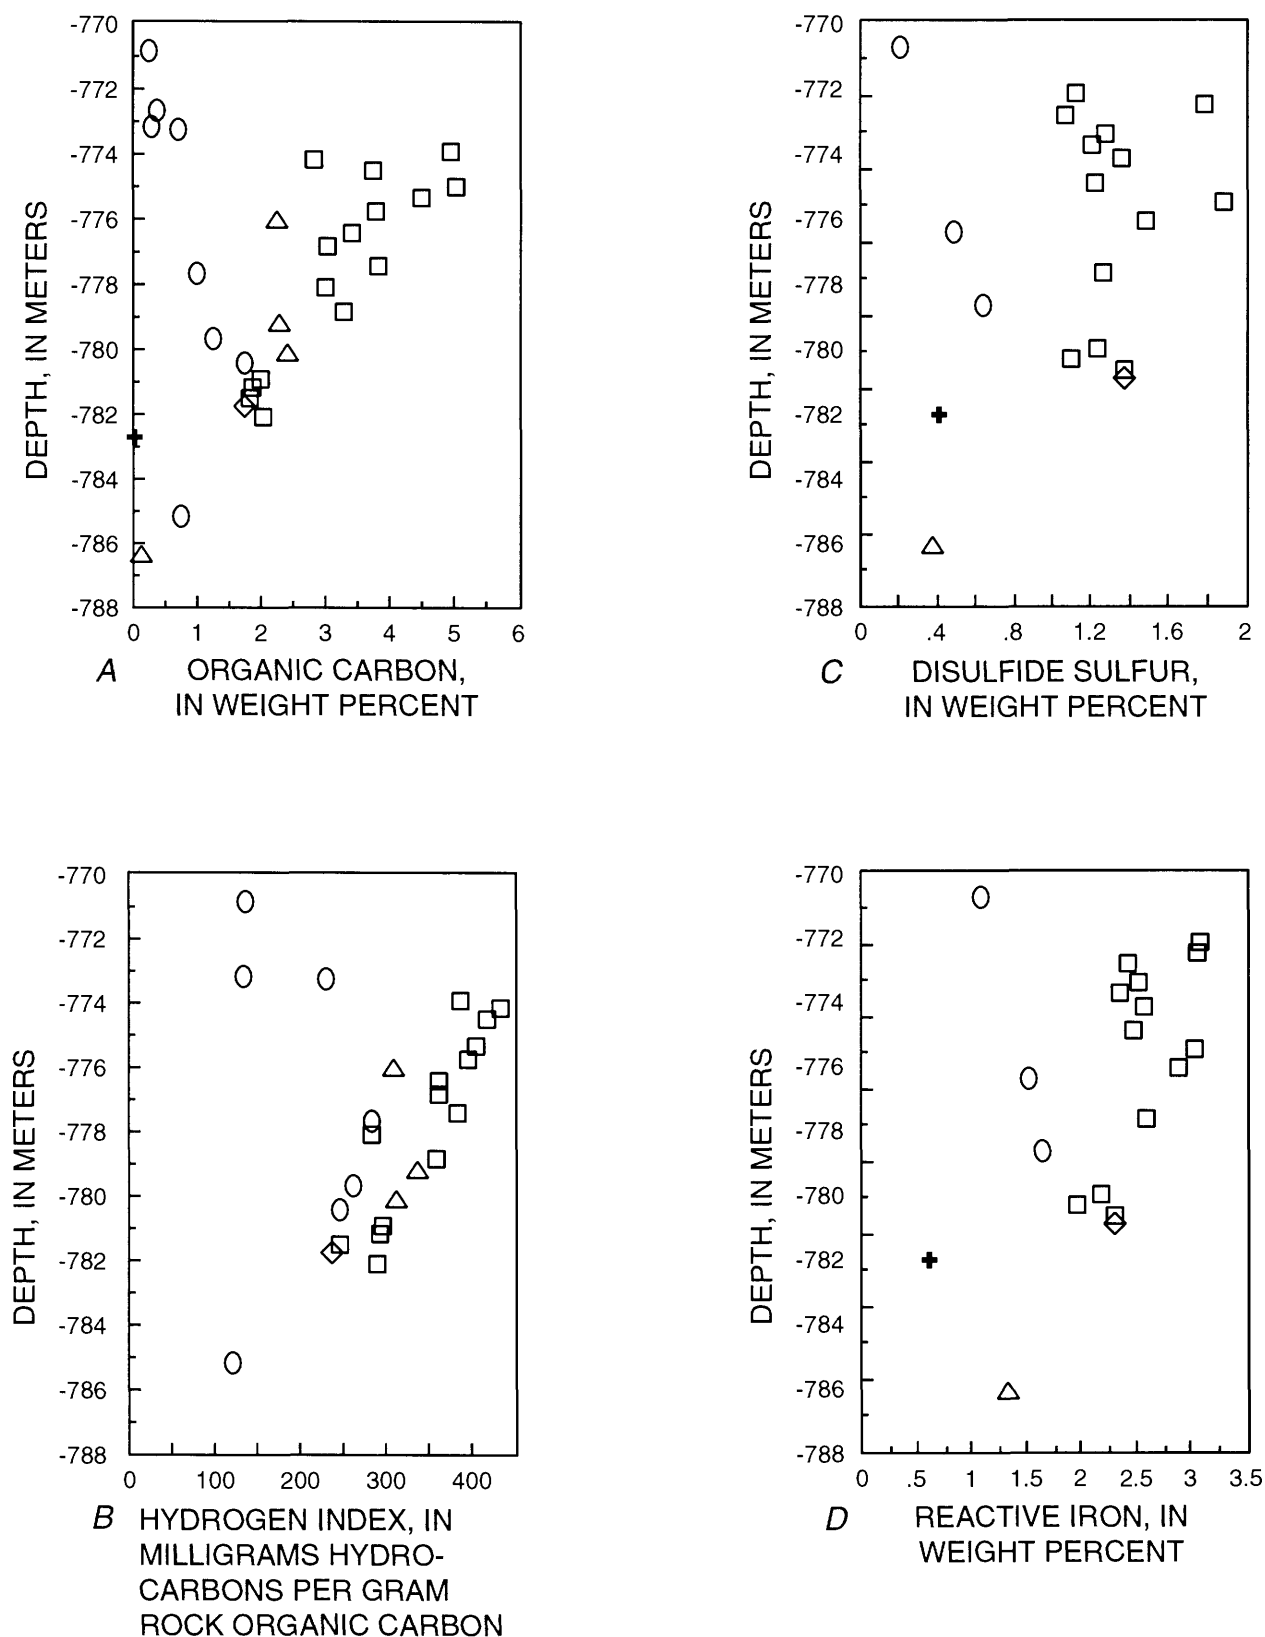 -770
-772
-774
-776
-778
-780
-782
-784
-786
-788
DEPTH, IN METERS
0 1 2 3 4 5 6
A ORGANIC CARBON,
IN WEIGHT PERCENT
-770
-772
-774
-776
-778
-780
-782
-784
-786
-788
DEPTH, IN METERS
0 .4 .8 1.2 1.6 2
C DISULFIDE SULFUR,
IN WEIGHT PERCENT
-770
-772
-774
-776
-778
-780
-782
-784
-786
-788
DEPTH, IN METERS
0 100 200 300 400
B HYDROGEN INDEX, IN
MILLIGRAMS HYDRO-
CARBONS PER GRAM
ROCK ORGANIC CARBON
-770
-772
-774
-776
-778
-780
-782
-784
-786
-788
DEPTH, IN METERS
0 .5 1 1.5 2 2.5 3 3.5
D REACTIVE IRON, IN
WEIGHT PERCENT